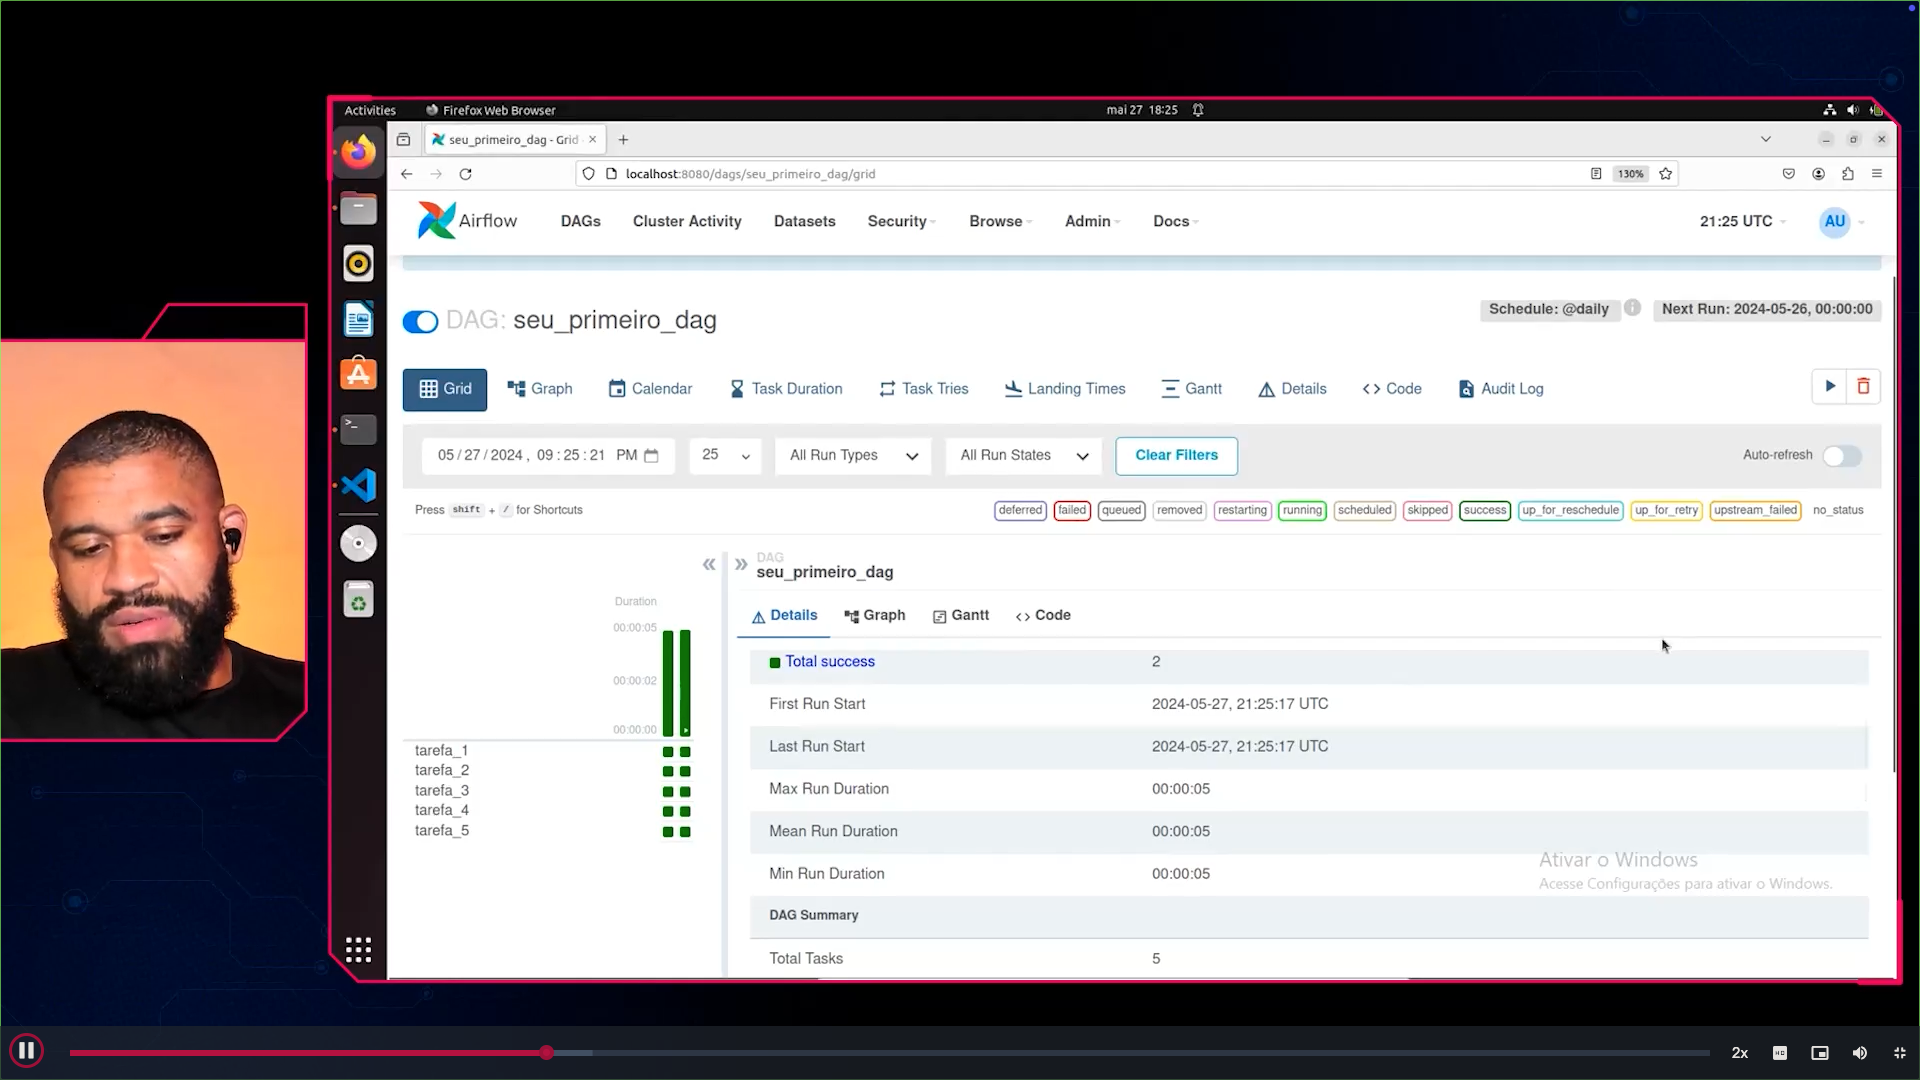 Activities Firefox Web Browser mai 27 18:25
seu_primeiro_dag - Grid
localhost:8080/dags/seu_primeiro_dag/grid 130%
Airflow DAGs Cluster Activity Datasets Security Browse Admin Docs 21:25 UTC AU
DAG: seu_primeiro_dag Schedule: @daily Next Run: 2024-05-26, 00:00:00
Grid Graph Calendar Task Duration Task Tries Landing Times Gantt Details Code Audit Log
05/27/2024, 09:25:21 PM 25 All Run Types All Run States Clear Filters Auto-refresh
Press shift + / for Shortcuts deferred failed queued removed restarting running scheduled skipped success up_for_reschedule up_for_retry upstream_failed no_status
DAG
seu_primeiro_dag
Duration
00:00:05
00:00:02
00:00:00
tarefa_1
tarefa_2
tarefa_3
tarefa_4
tarefa_5
Details Graph Gantt Code
Total success 2
First Run Start 2024-05-27, 21:25:17 UTC
Last Run Start 2024-05-27, 21:25:17 UTC
Max Run Duration 00:00:05
Mean Run Duration 00:00:05
Min Run Duration 00:00:05
DAG Summary
Total Tasks 5
Ativar o Windows
Acesse Configurações para ativar o Windows.
2x